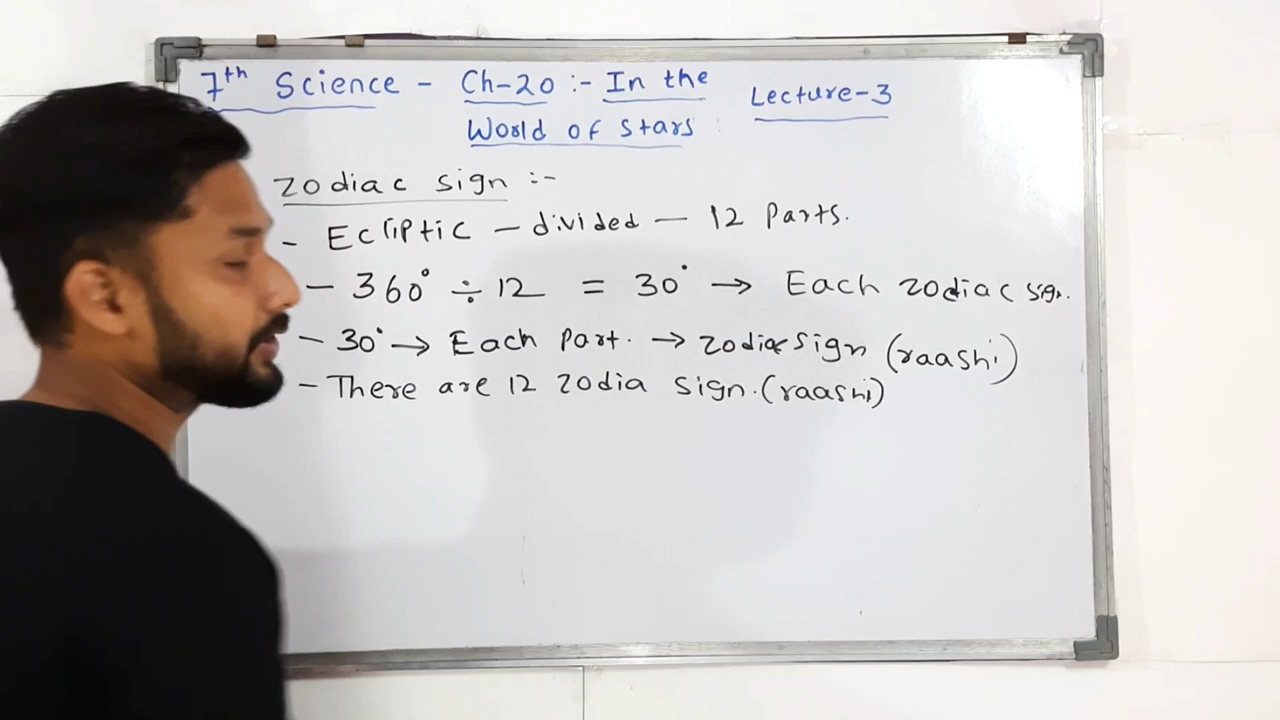 7th Science - Ch-20 :- In the World of Stars
Lecture-3
Zodiac sign :-
- Ecliptic - divided - 12 Parts.
- 360° ÷ 12 = 30° → Each zodiac sign.
- 30° → Each Part. → zodiac sign (raashi)
- There are 12 zodia sign. (raashi)